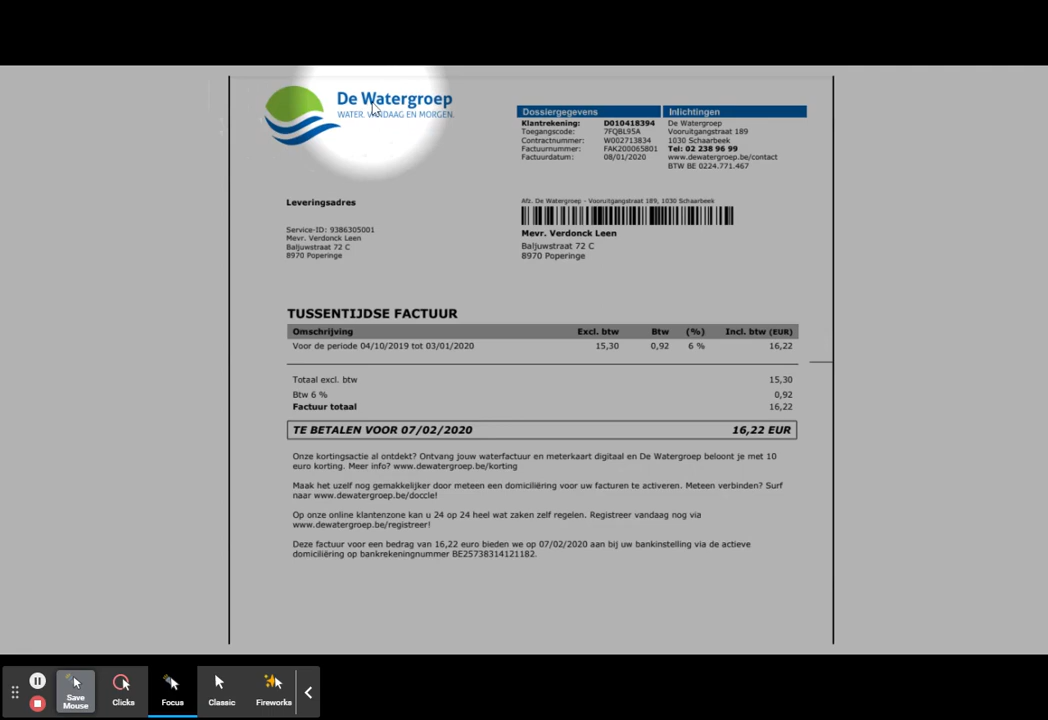 De Watergroep
WATER. VANDAAG EN MORGEN.
Dossiergegevens
Klantrekening: D010418394
Toegangscode: 7FQBL95A
Contractnummer: W002713834
Factuurnummer: FAK200065801
Factuurdatum: 08/01/2020
Inlichtingen
De Watergroep
Vooruitgangstraat 189
1030 Schaarbeek
Tel: 02 238 96 99
www.dewatergroep.be/contact
BTW BE 0224.771.467
Leveringsadres
Service-ID: 9386305001
Mevr. Verdonck Leen
Baljuwstraat 72 C
8970 Poperinge
Afz. De Watergroep - Vooruitgangstraat 189, 1030 Schaarbeek
Mevr. Verdonck Leen
Baljuwstraat 72 C
8970 Poperinge
TUSSENTIJDSE FACTUUR
Omschrijving Excl. btw Btw (%) Incl. btw (EUR)
Voor de periode 04/10/2019 tot 03/01/2020 15,30 0,92 6 % 16,22
Totaal excl. btw 15,30
Btw 6 % 0,92
Factuur totaal 16,22
TE BETALEN VOOR 07/02/2020 16,22 EUR
Onze kortingsactie al ontdekt? Ontvang jouw waterfactuur en meterkaart digitaal en De Watergroep beloont je met 10
euro korting. Meer info? www.dewatergroep.be/korting
Maak het uzelf nog gemakkelijker door meteen een domiciliëring voor uw facturen te activeren. Meteen verbinden? Surf
naar www.dewatergroep.be/doccle!
Op onze online klantenzone kan u 24 op 24 heel wat zaken zelf regelen. Registreer vandaag nog via
www.dewatergroep.be/registreer!
Deze factuur voor een bedrag van 16,22 euro bieden we op 07/02/2020 aan bij uw bankinstelling via de actieve
domiciliëring op bankrekeningnummer BE25738314121182.
Save
Mouse
Clicks
Focus
Classic
Fireworks